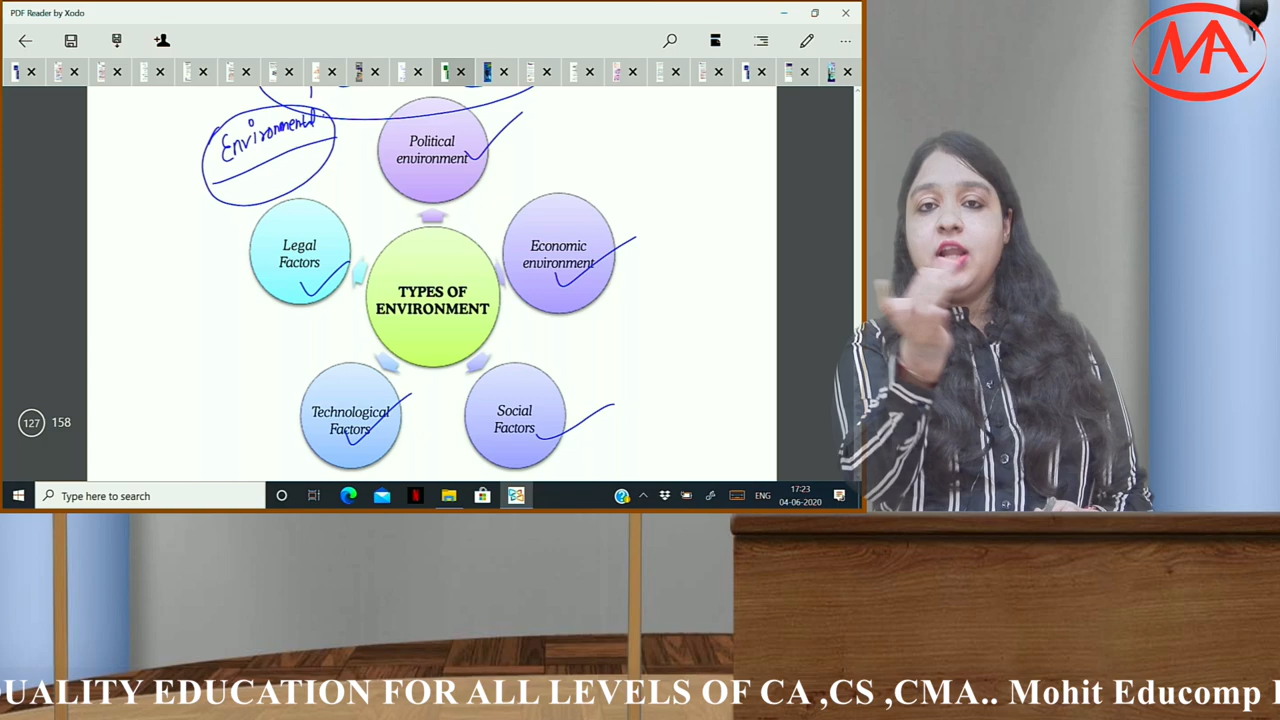 PDF Reader by Xodo
MA
Environmental
Political
environment
Legal
Factors
Economic
environment
TYPES OF
ENVIRONMENT
Technological
Factors
Social
Factors
127 158
Type here to search
ENG
17:23
04-06-2020
QUALITY EDUCATION FOR ALL LEVELS OF CA ,CS ,CMA.. Mohit Educomp